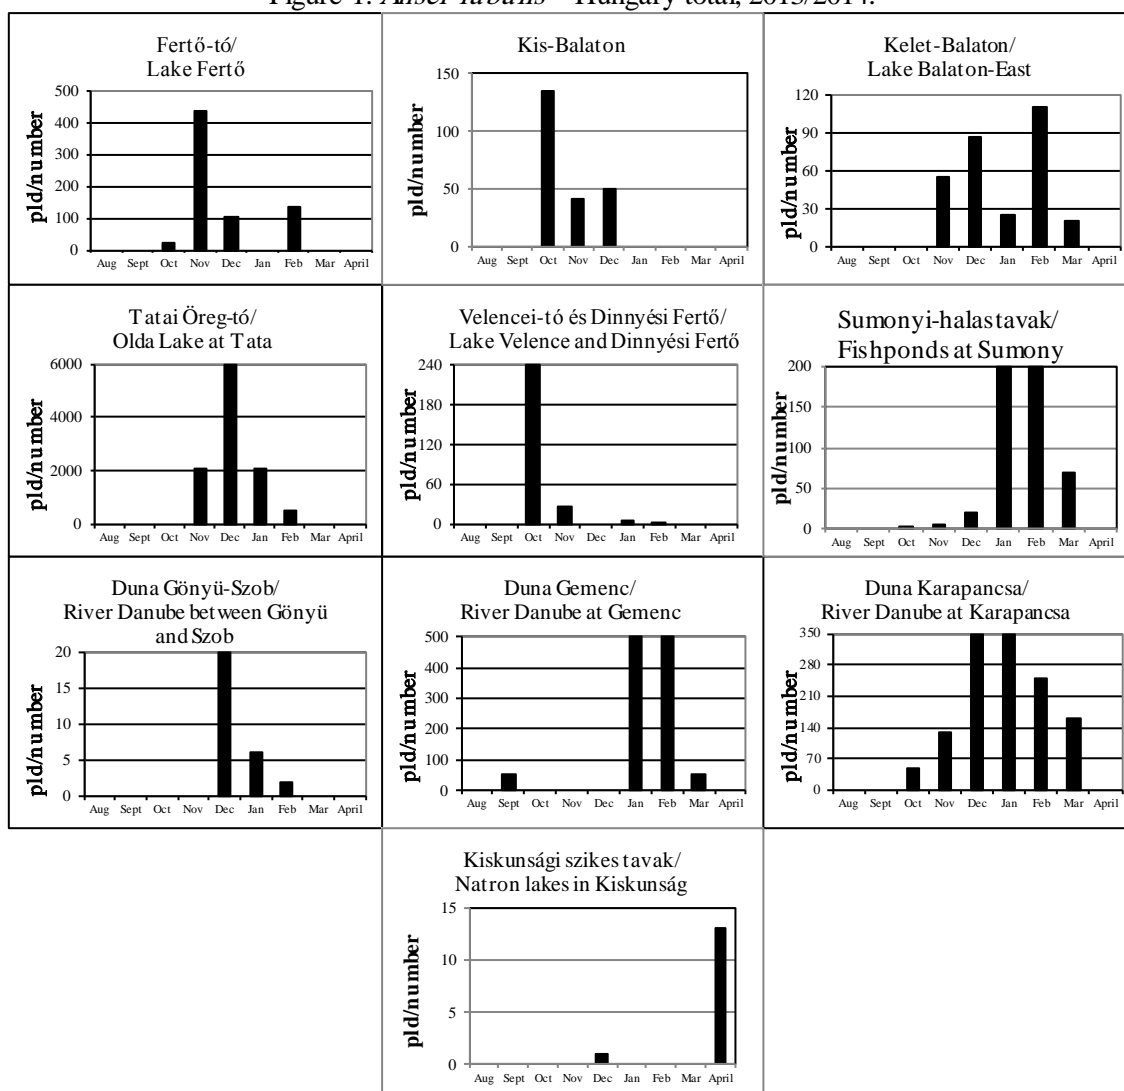 Figure 1. Anser fabalis – Hungary total, 2013/2014.
Fertő-tó/
Lake Fertő
pld/number
500
400
300
200
100
0
Aug Sept Oct Nov Dec Jan Feb Mar April
Kis-Balaton
pld/number
150
100
50
0
Aug Sept Oct Nov Dec Jan Feb Mar April
Kelet-Balaton/
Lake Balaton-East
pld/number
120
90
60
30
0
Aug Sept Oct Nov Dec Jan Feb Mar April
Tatai Öreg-tó/
Olda Lake at Tata
pld/number
6000
4000
2000
0
Aug Sept Oct Nov Dec Jan Feb Mar April
Velencei-tó és Dinnyési Fertő/
Lake Velence and Dinnyési Fertő
pld/number
240
180
120
60
0
Aug Sept Oct Nov Dec Jan Feb Mar April
Sumonyi-halastavak/
Fishponds at Sumony
pld/number
200
150
100
50
0
Aug Sept Oct Nov Dec Jan Feb Mar April
Duna Gönyü-Szob/
River Danube between Gönyü
and Szob
pld/number
20
15
10
5
0
Aug Sept Oct Nov Dec Jan Feb Mar April
Duna Gemenc/
River Danube at Gemenc
pld/number
500
400
300
200
100
0
Aug Sept Oct Nov Dec Jan Feb Mar April
Duna Karapancsa/
River Danube at Karapancsa
pld/number
350
280
210
140
70
0
Aug Sept Oct Nov Dec Jan Feb Mar April
Kiskunsági szikes tavak/
Natron lakes in Kiskunság
pld/number
15
10
5
0
Aug Sept Oct Nov Dec Jan Feb Mar April